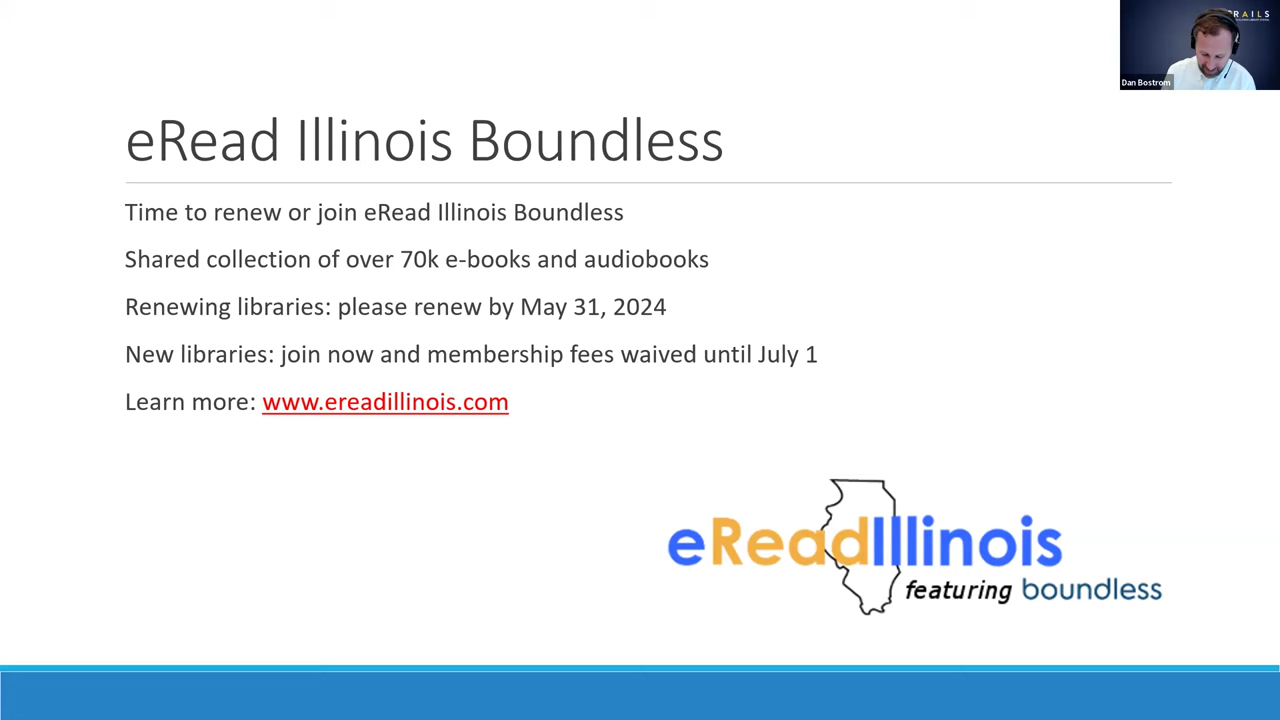 RAILS
Dan Bostrom
eRead Illinois Boundless
Time to renew or join eRead Illinois Boundless
Shared collection of over 70k e-books and audiobooks
Renewing libraries: please renew by May 31, 2024
New libraries: join now and membership fees waived until July 1
Learn more: www.ereadillinois.com
eReadIllinois
featuring boundless